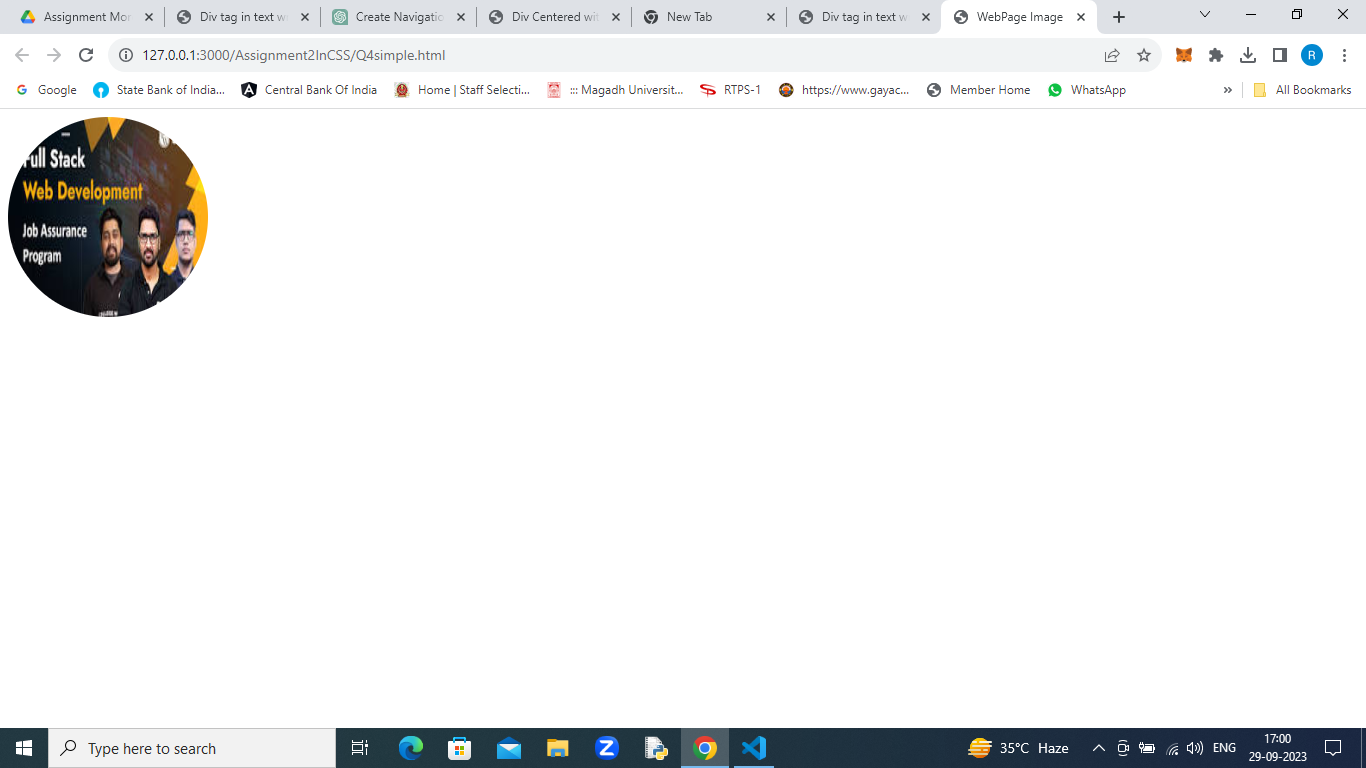 Assignment Mor
Div tag in text w
Create Navigatio
Div Centered wit
New Tab
Div tag in text w
WebPage Image
127.0.0.1:3000/Assignment2InCSS/Q4simple.html
R
Google
State Bank of India...
Central Bank Of India
Home | Staff Selecti...
::: Magadh Universit...
RTPS-1
https://www.gayac...
Member Home
WhatsApp
»
All Bookmarks
Full Stack
Web Development
Job Assurance
Program
Type here to search
35°C Haze
ENG
17:00
29-09-2023